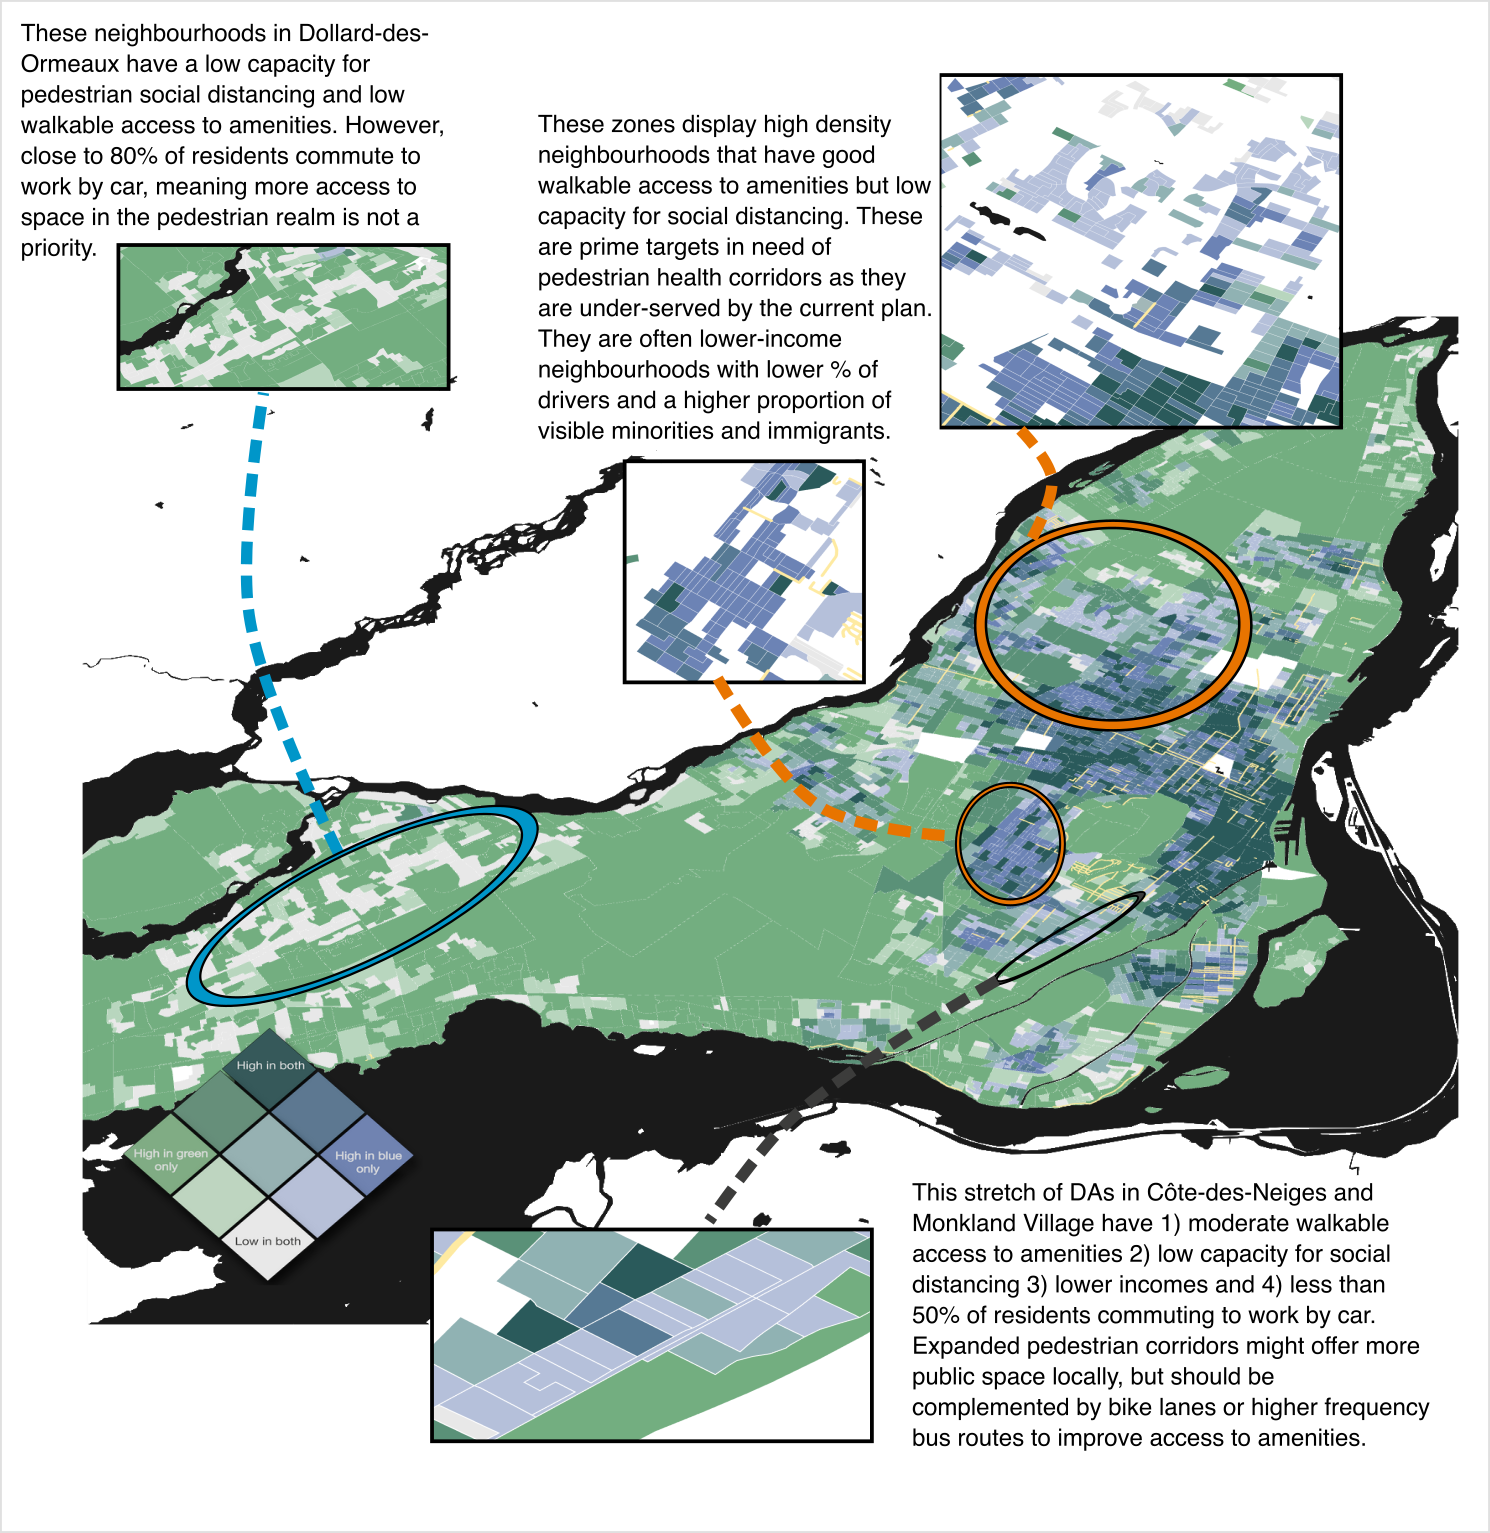 These neighbourhoods in Dollard-des-
Ormeaux have a low capacity for
pedestrian social distancing and low
walkable access to amenities. However,
close to 80% of residents commute to
work by car, meaning more access to
space in the pedestrian realm is not a
priority.
These zones display high density
neighbourhoods that have good
walkable access to amenities but low
capacity for social distancing. These
are prime targets in need of
pedestrian health corridors as they
are under-served by the current plan.
They are often lower-income
neighbourhoods with lower % of
drivers and a higher proportion of
visible minorities and immigrants.
High in both
High in green
only
High in blue
only
Low in both
This stretch of DAs in Côte-des-Neiges and
Monkland Village have 1) moderate walkable
access to amenities 2) low capacity for social
distancing 3) lower incomes and 4) less than
50% of residents commuting to work by car.
Expanded pedestrian corridors might offer more
public space locally, but should be
complemented by bike lanes or higher frequency
bus routes to improve access to amenities.